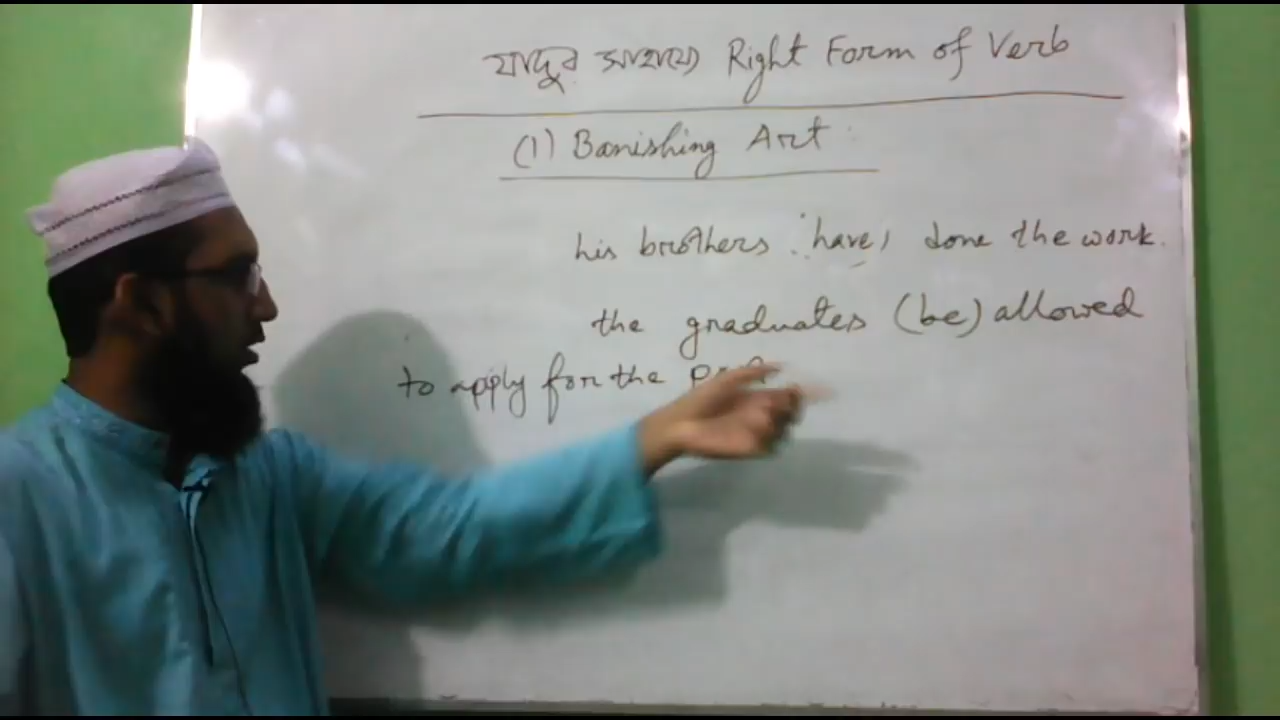 যাদুর সাহায্যে Right Form of Verb
(1) Banishing Art :
his brothers (have) done the work.
the graduates (be) allowed
to apply for the